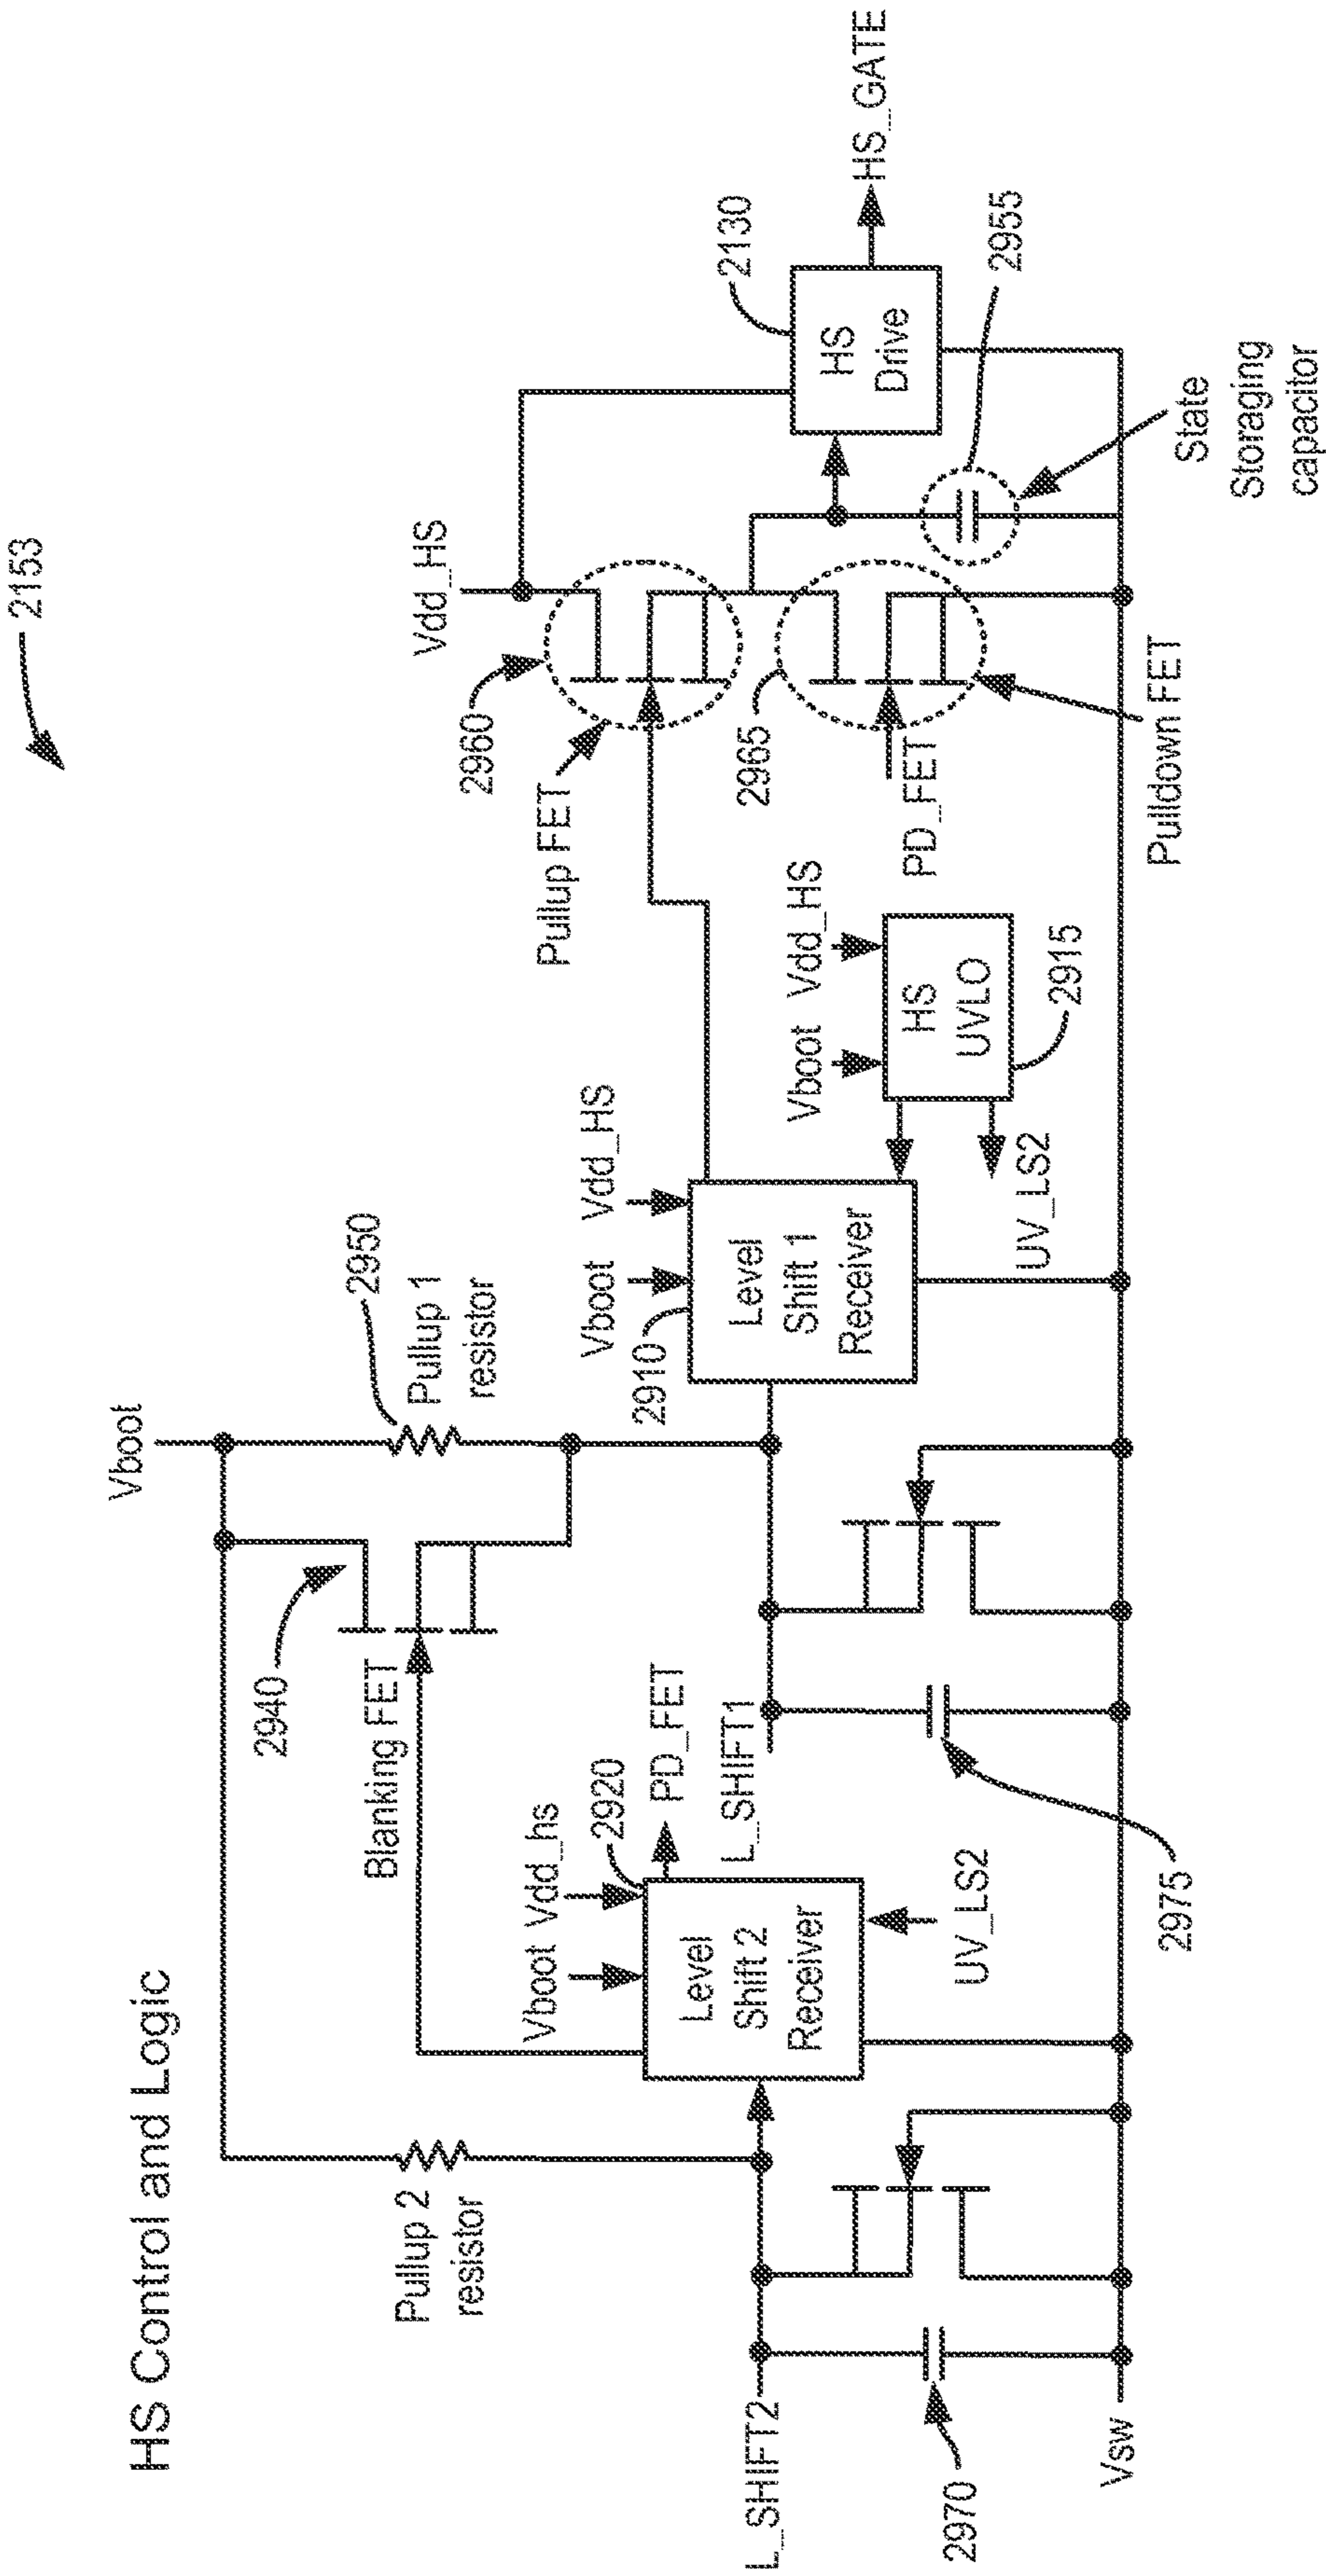 HS Control and Logic
2153
Vboot
2950
Pullup 1
resistor
2940
Blanking FET
Pullup 2
resistor
Vdd_HS
2960
Pullup FET
2965
PD_FET
Pulldown FET
HS
Drive
2130
HS_GATE
2955
State
Storaging
capacitor
Vboot
Vdd_HS
2910
Level
Shift 1
Receiver
Vboot
Vdd_HS
HS
UVLO
2915
UV_LS2
Vboot
Vdd_hs
2920
PD_FET
Level
Shift 2
Receiver
UV_LS2
L_SHIFT1
2975
L_SHIFT2
2970
Vsw